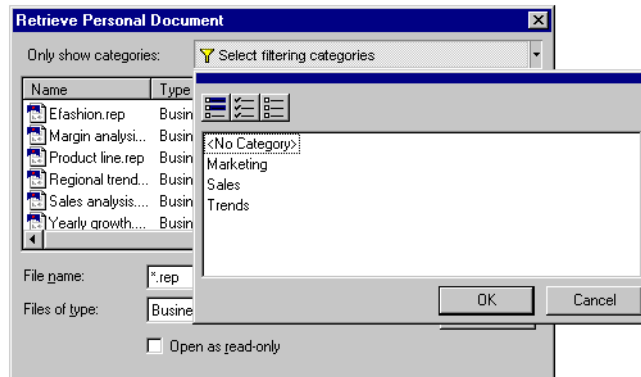 Retrieve Personal Document
Only show categories:
Select filtering categories
Name Type
Efashion.rep Busin
Margin analysi... Busin
Product line.rep Busin
Regional trend... Busin
Sales analysis.... Busin
Yearly growth.... Busin
<No Category>
Marketing
Sales
Trends
OK Cancel
File name: *.rep
Files of type: Busine
Open as read-only